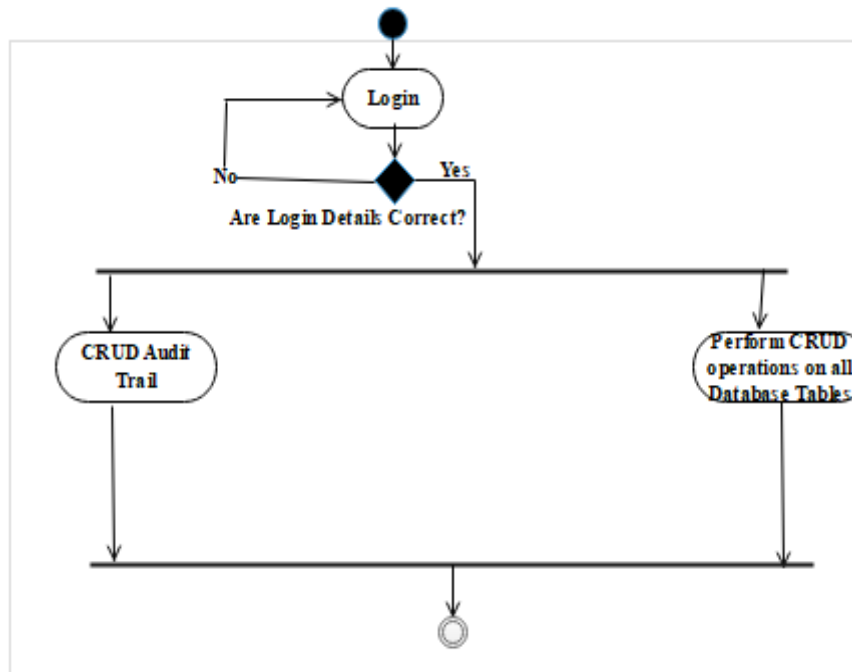 Login
No
Yes
Are Login Details Correct?
CRUD Audit
Trail
Perform CRUD
operations on all
Database Tables